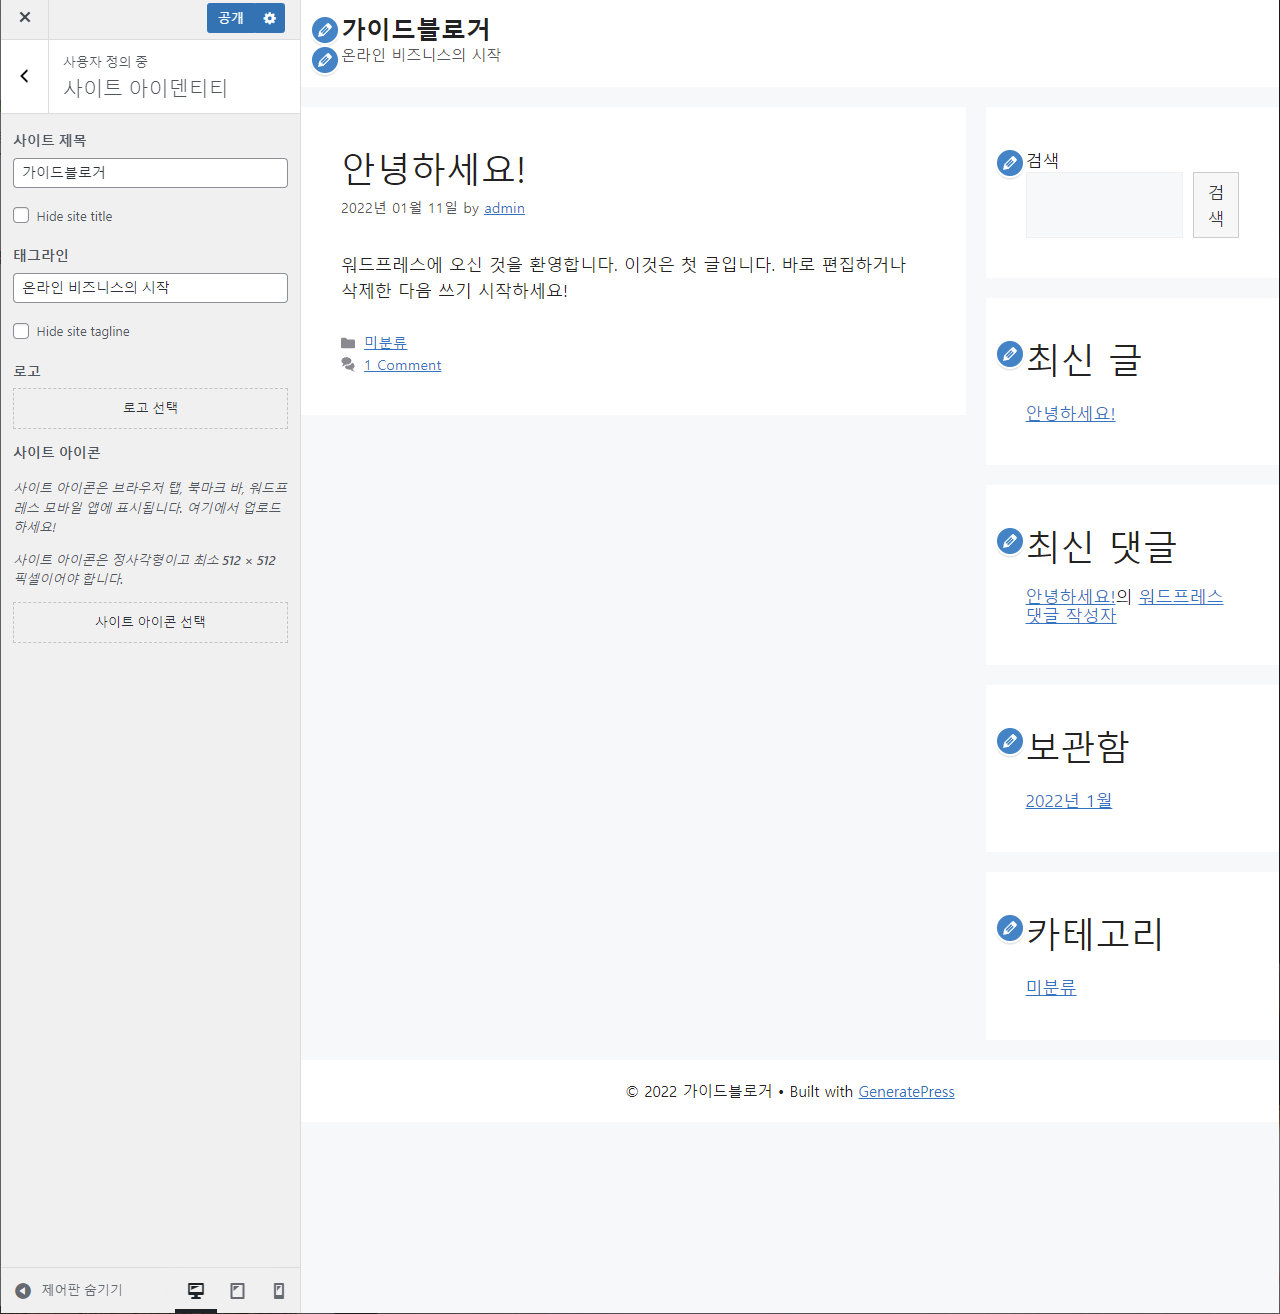 공개
사용자 정의 중
사이트 아이덴티티
사이트 제목
가이드블로거
Hide site title
태그라인
온라인 비즈니스의 시작
Hide site tagline
로고
로고 선택
사이트 아이콘
사이트 아이콘은 브라우저 탭, 북마크 바, 워드프
레스 모바일 앱에 표시됩니다. 여기에서 업로드
하세요!
사이트 아이콘은 정사각형이고 최소 512 × 512
픽셀이어야 합니다.
사이트 아이콘 선택
제어판 숨기기
가이드블로거
온라인 비즈니스의 시작
안녕하세요!
2022년 01월 11일 by admin
워드프레스에 오신 것을 환영합니다. 이것은 첫 글입니다. 바로 편집하거나
삭제한 다음 쓰기 시작하세요!
미분류
1 Comment
검색
검
색
최신 글
안녕하세요!
최신 댓글
안녕하세요!의 워드프레스
댓글 작성자
보관함
2022년 1월
카테고리
미분류
© 2022 가이드블로거 • Built with GeneratePress